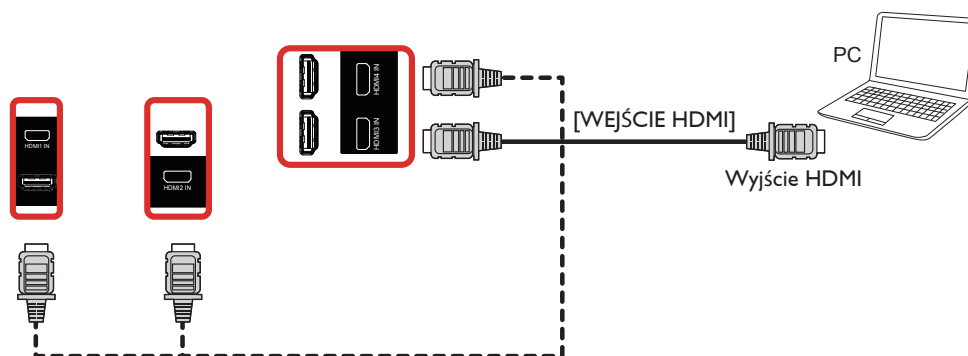 PC
HDMI4 IN
HDMI3 IN
[WEJŚCIE HDMI]
HDMI1 IN
HDMI2 IN
Wyjście HDMI